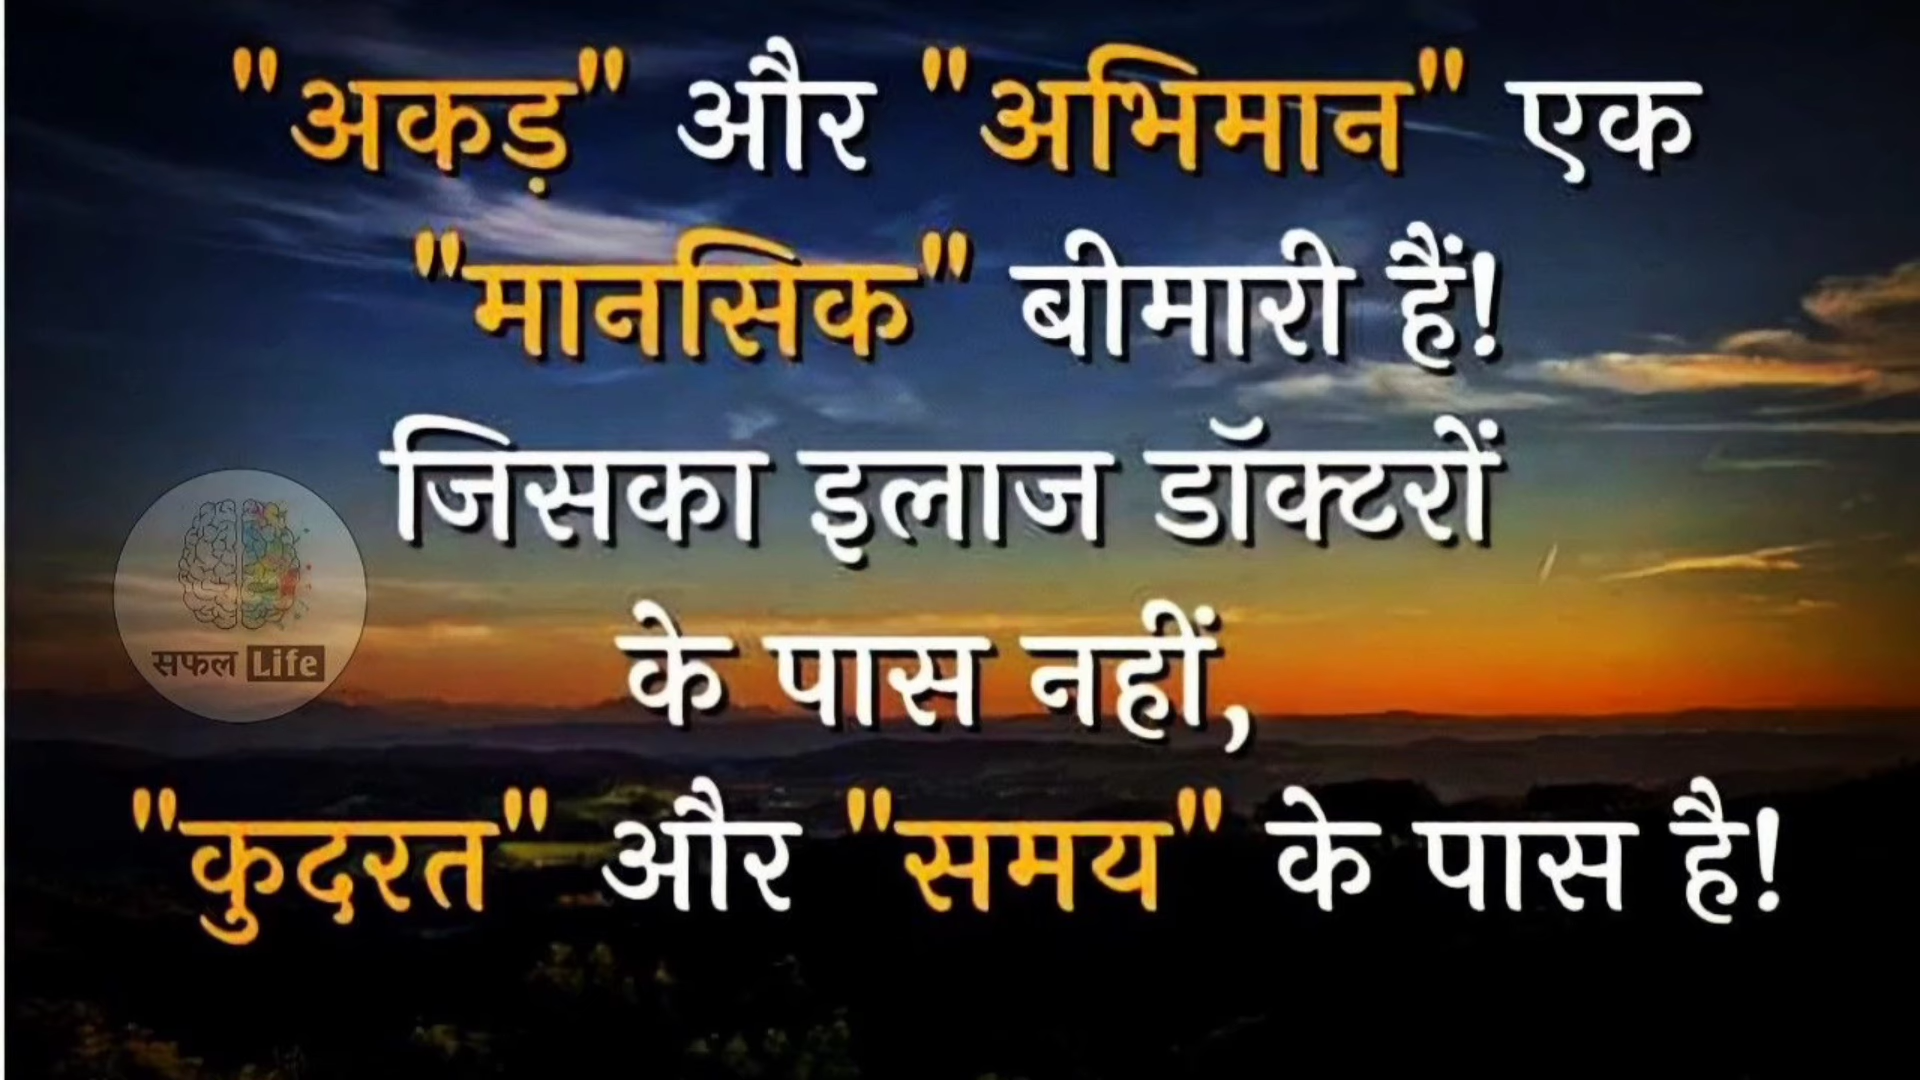 "अकड़" और "अभिमान" एक
"मानसिक" बीमारी हैं!
जिसका इलाज डॉक्टरों
के पास नहीं,
"कुदरत" और "समय" के पास है!
सफल Life